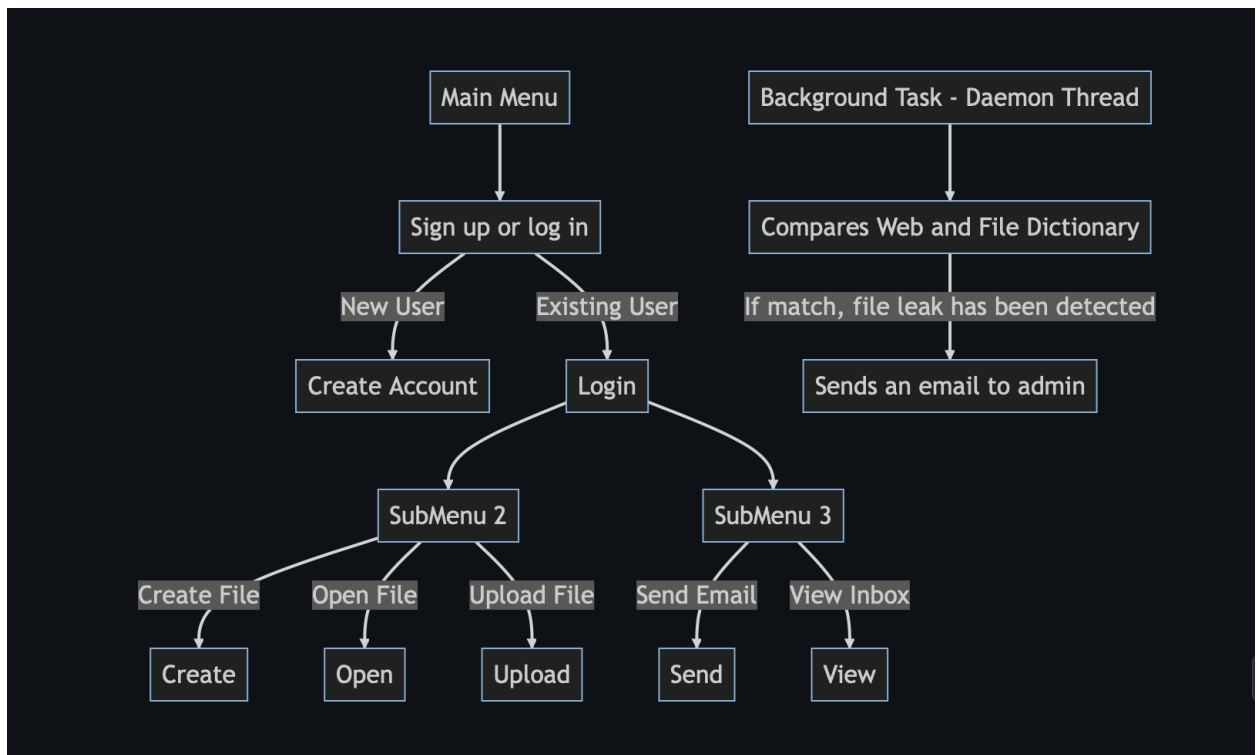 Main Menu
Background Task - Daemon Thread
Sign up or log in
Compares Web and File Dictionary
New User
Existing User
If match, file leak has been detected
Create Account
Login
Sends an email to admin
SubMenu 2
SubMenu 3
Create File
Open File
Upload File
Send Email
View Inbox
Create
Open
Upload
Send
View